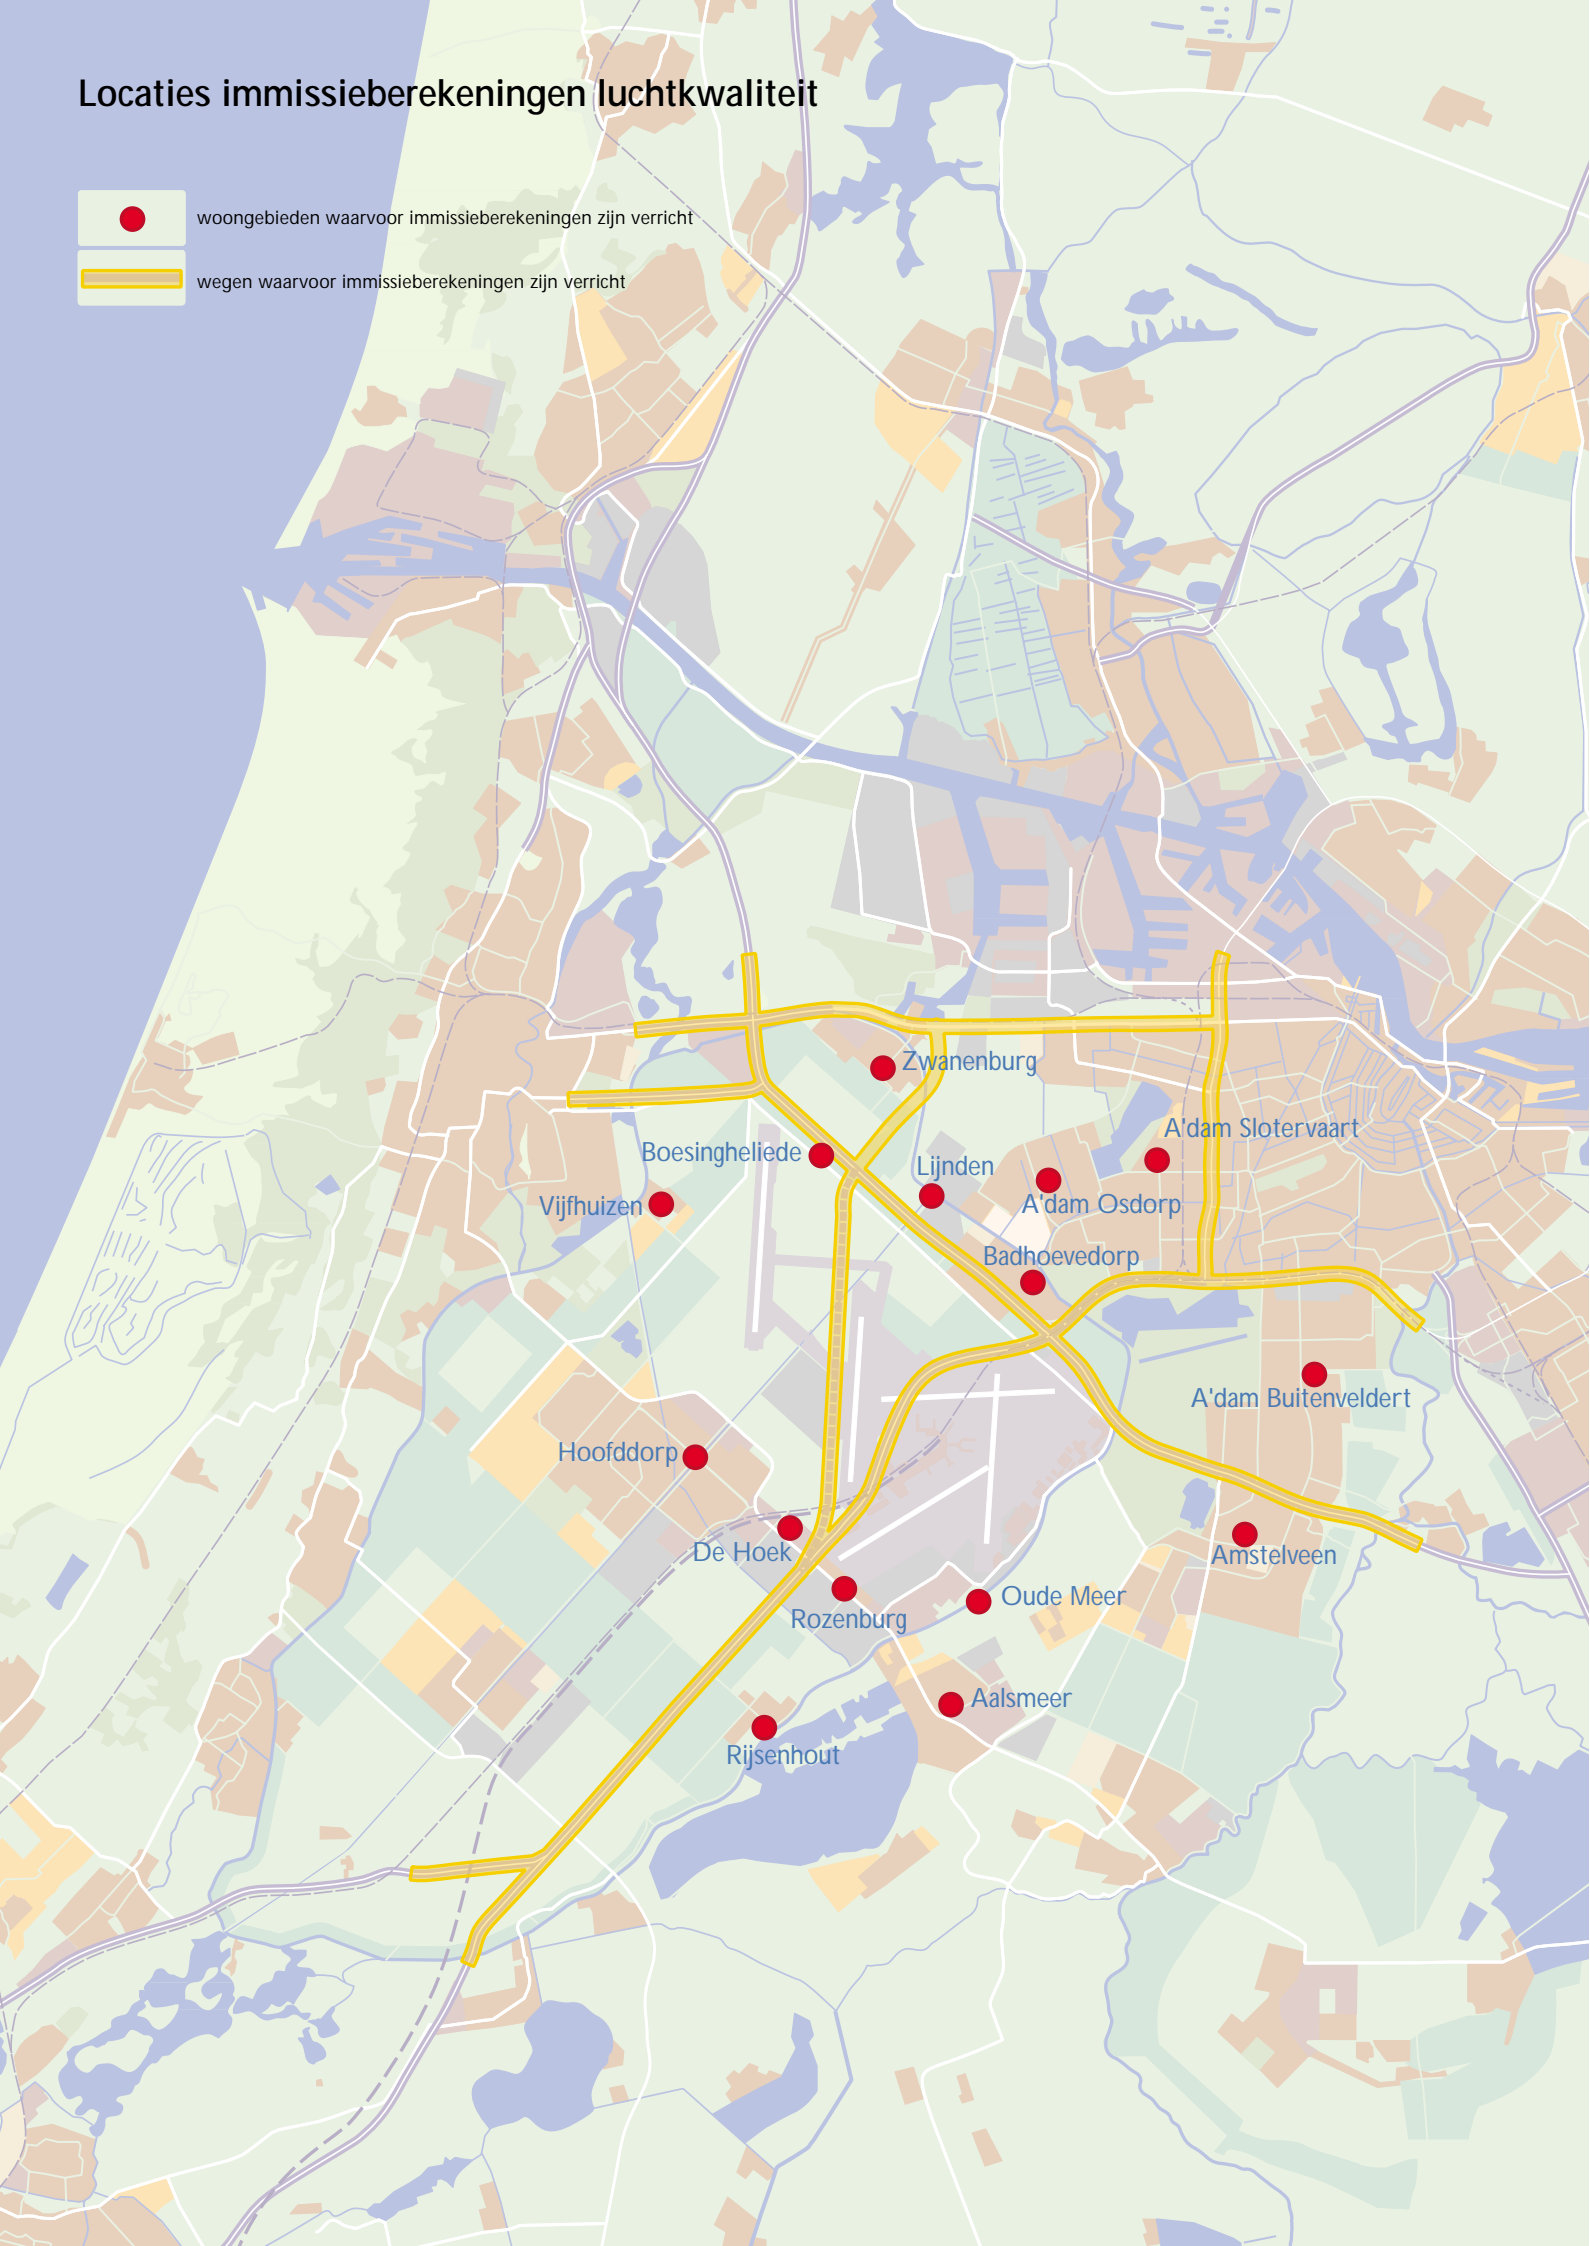 Locaties immissieberekeningen luchtkwaliteit
woongebieden waarvoor immissieberekeningen zijn verricht
wegen waarvoor immissieberekeningen zijn verricht
Zwanenburg
A'dam Slotervaart
Boesingheliede
Lijnden
Vijfhuizen
A'dam Osdorp
Badhoevedorp
A'dam Buitenveldert
Hoofddorp
De Hoek
Amstelveen
Oude Meer
Rozenburg
Aalsmeer
Rijsenhout